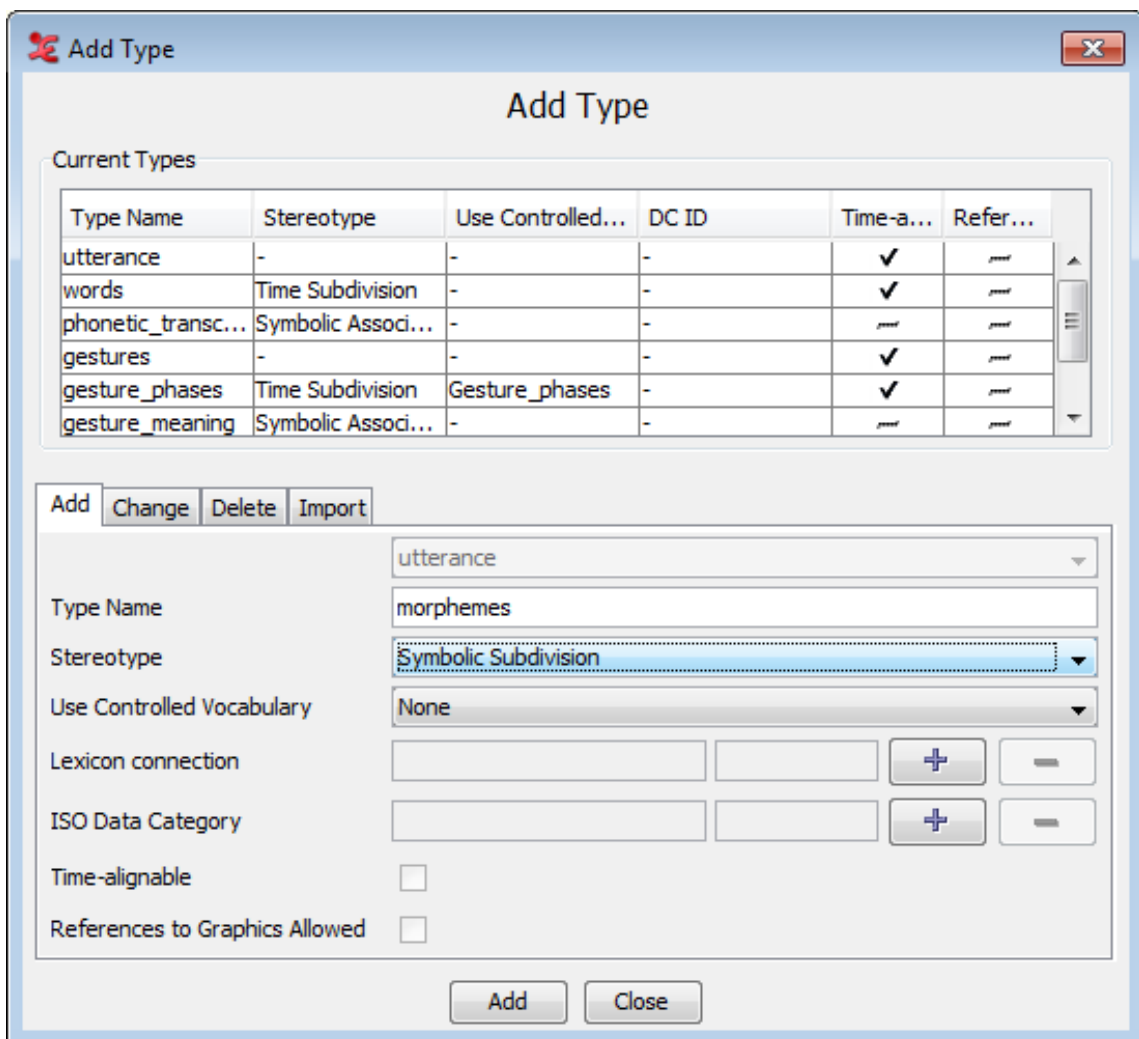 Add Type
Add Type
Current Types
Type Name Stereotype Use Controlled... DC ID Time-a... Refer...
utterance - - -
words Time Subdivision - -
phonetic_transc... Symbolic Associ... - -
gestures - - -
gesture_phases Time Subdivision Gesture_phases -
gesture_meaning Symbolic Associ... - -
Add Change Delete Import
utterance
Type Name morphemes
Stereotype Symbolic Subdivision
Use Controlled Vocabulary None
Lexicon connection
ISO Data Category
Time-alignable
References to Graphics Allowed
Add Close